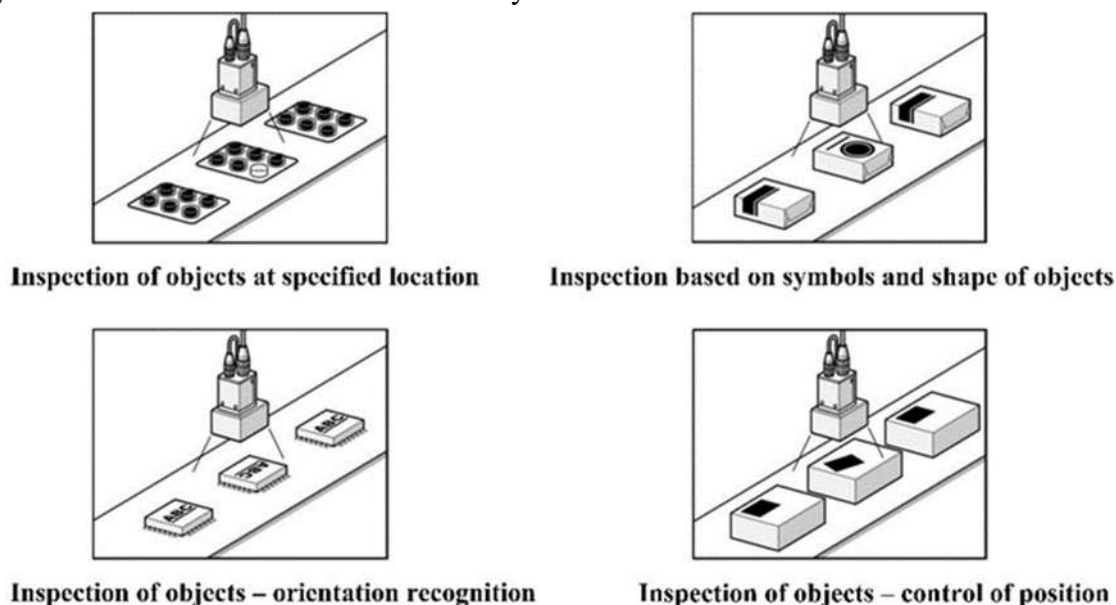 Inspection of objects at specified location
Inspection based on symbols and shape of objects
ABC
ABC
ABC
Inspection of objects – orientation recognition
Inspection of objects – control of position